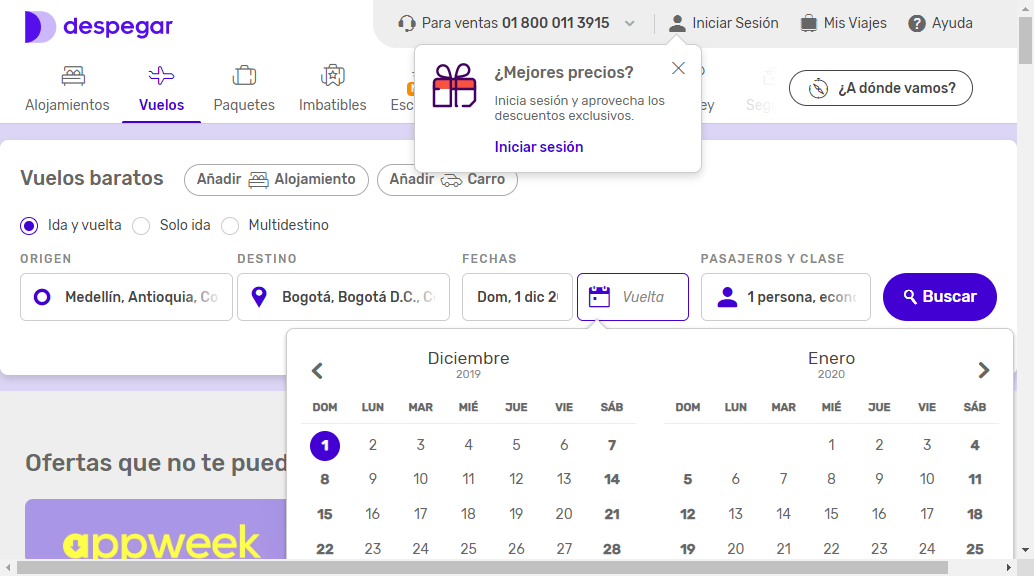 despegar
Para ventas 01 800 011 3915
Iniciar Sesión
Mis Viajes
Ayuda
Alojamientos
Vuelos
Paquetes
Imbatibles
Esc
ey
Seg
¿A dónde vamos?
¿Mejores precios?
Inicia sesión y aprovecha los
descuentos exclusivos.
Iniciar sesión
Vuelos baratos
Añadir Alojamiento
Añadir Carro
Ida y vuelta
Solo ida
Multidestino
ORIGEN
DESTINO
FECHAS
PASAJEROS Y CLASE
Medellín, Antioquia, Co
Bogotá, Bogotá D.C., C
Dom, 1 dic 2
Vuelta
1 persona, econ
Buscar
Diciembre
2019
DOM LUN MAR MIÉ JUE VIE SÁB
1 2 3 4 5 6 7
8 9 10 11 12 13 14
15 16 17 18 19 20 21
22 23 24 25 26 27 28
Enero
2020
DOM LUN MAR MIÉ JUE VIE SÁB
1 2 3 4
5 6 7 8 9 10 11
12 13 14 15 16 17 18
19 20 21 22 23 24 25
Ofertas que no te pued
appweek